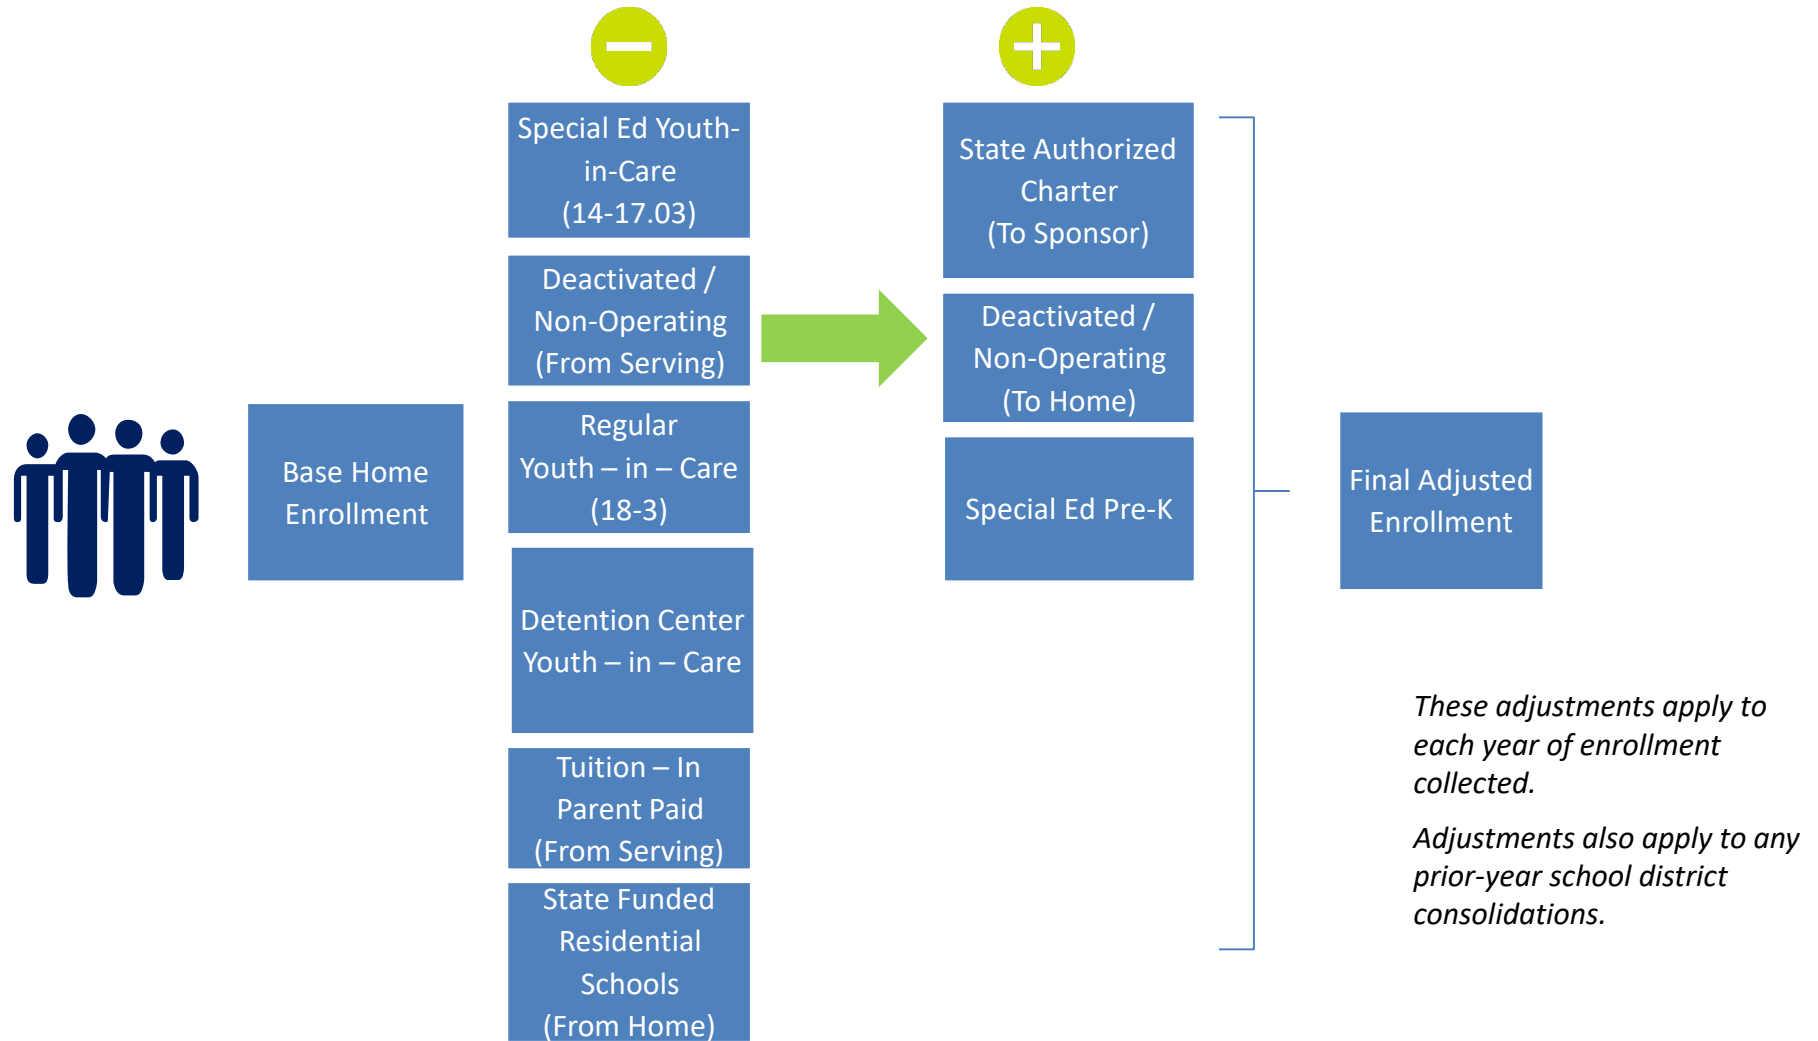 Base Home
Enrollment
Special Ed Youth-
in-Care
(14-17.03)
Deactivated /
Non-Operating
(From Serving)
Regular
Youth – in – Care
(18-3)
Detention Center
Youth – in – Care
Tuition – In
Parent Paid
(From Serving)
State Funded
Residential
Schools
(From Home)
State Authorized
Charter
(To Sponsor)
Deactivated /
Non-Operating
(To Home)
Special Ed Pre-K
Final Adjusted
Enrollment
These adjustments apply to
each year of enrollment
collected.
Adjustments also apply to any
prior-year school district
consolidations.